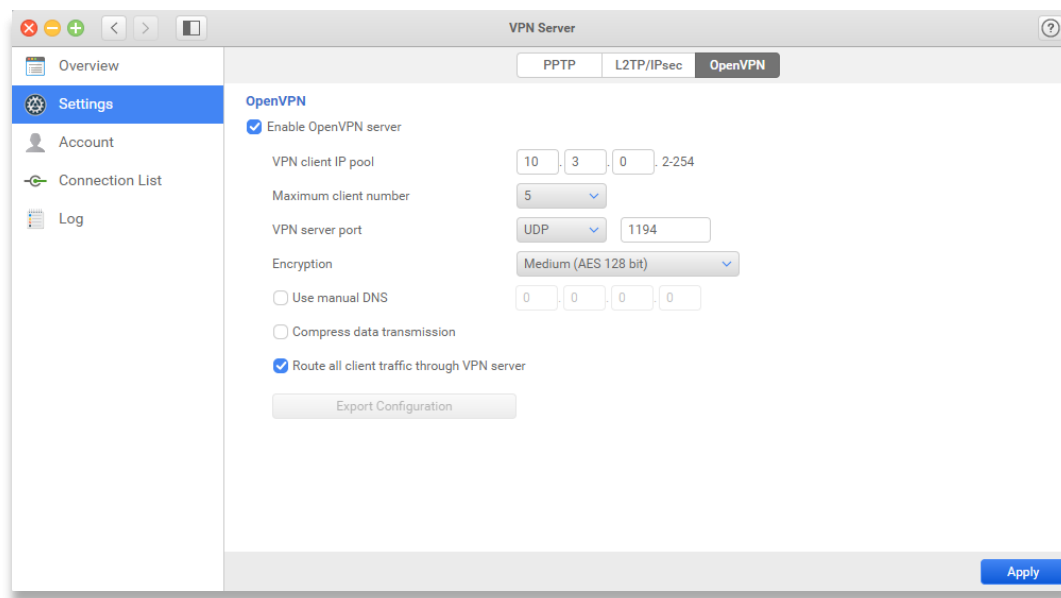 VPN Server
?
Overview
Settings
Account
Connection List
Log
PPTP L2TP/IPsec OpenVPN
OpenVPN
Enable OpenVPN server
VPN client IP pool 10 . 3 . 0 . 2-254
Maximum client number 5
VPN server port UDP 1194
Encryption Medium (AES 128 bit)
Use manual DNS 0 . 0 . 0 . 0
Compress data transmission
Route all client traffic through VPN server
Export Configuration
Apply